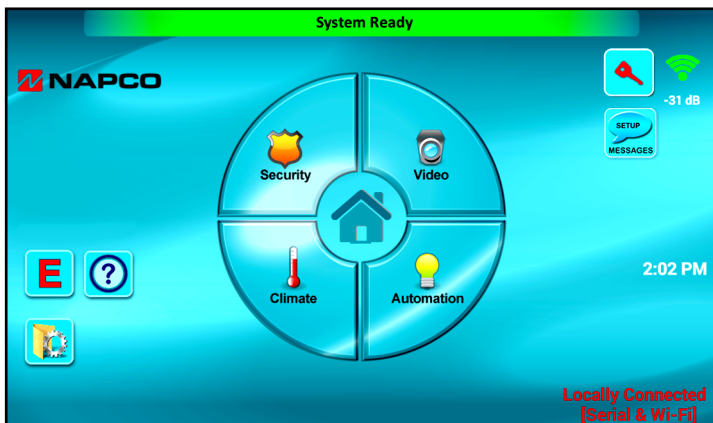 System Ready
NAPCO
-31 dB
SETUP
MESSAGES
Security
Video
E
?
2:02 PM
Climate
Automation
Locally Connected
[Serial & Wi-Fi]